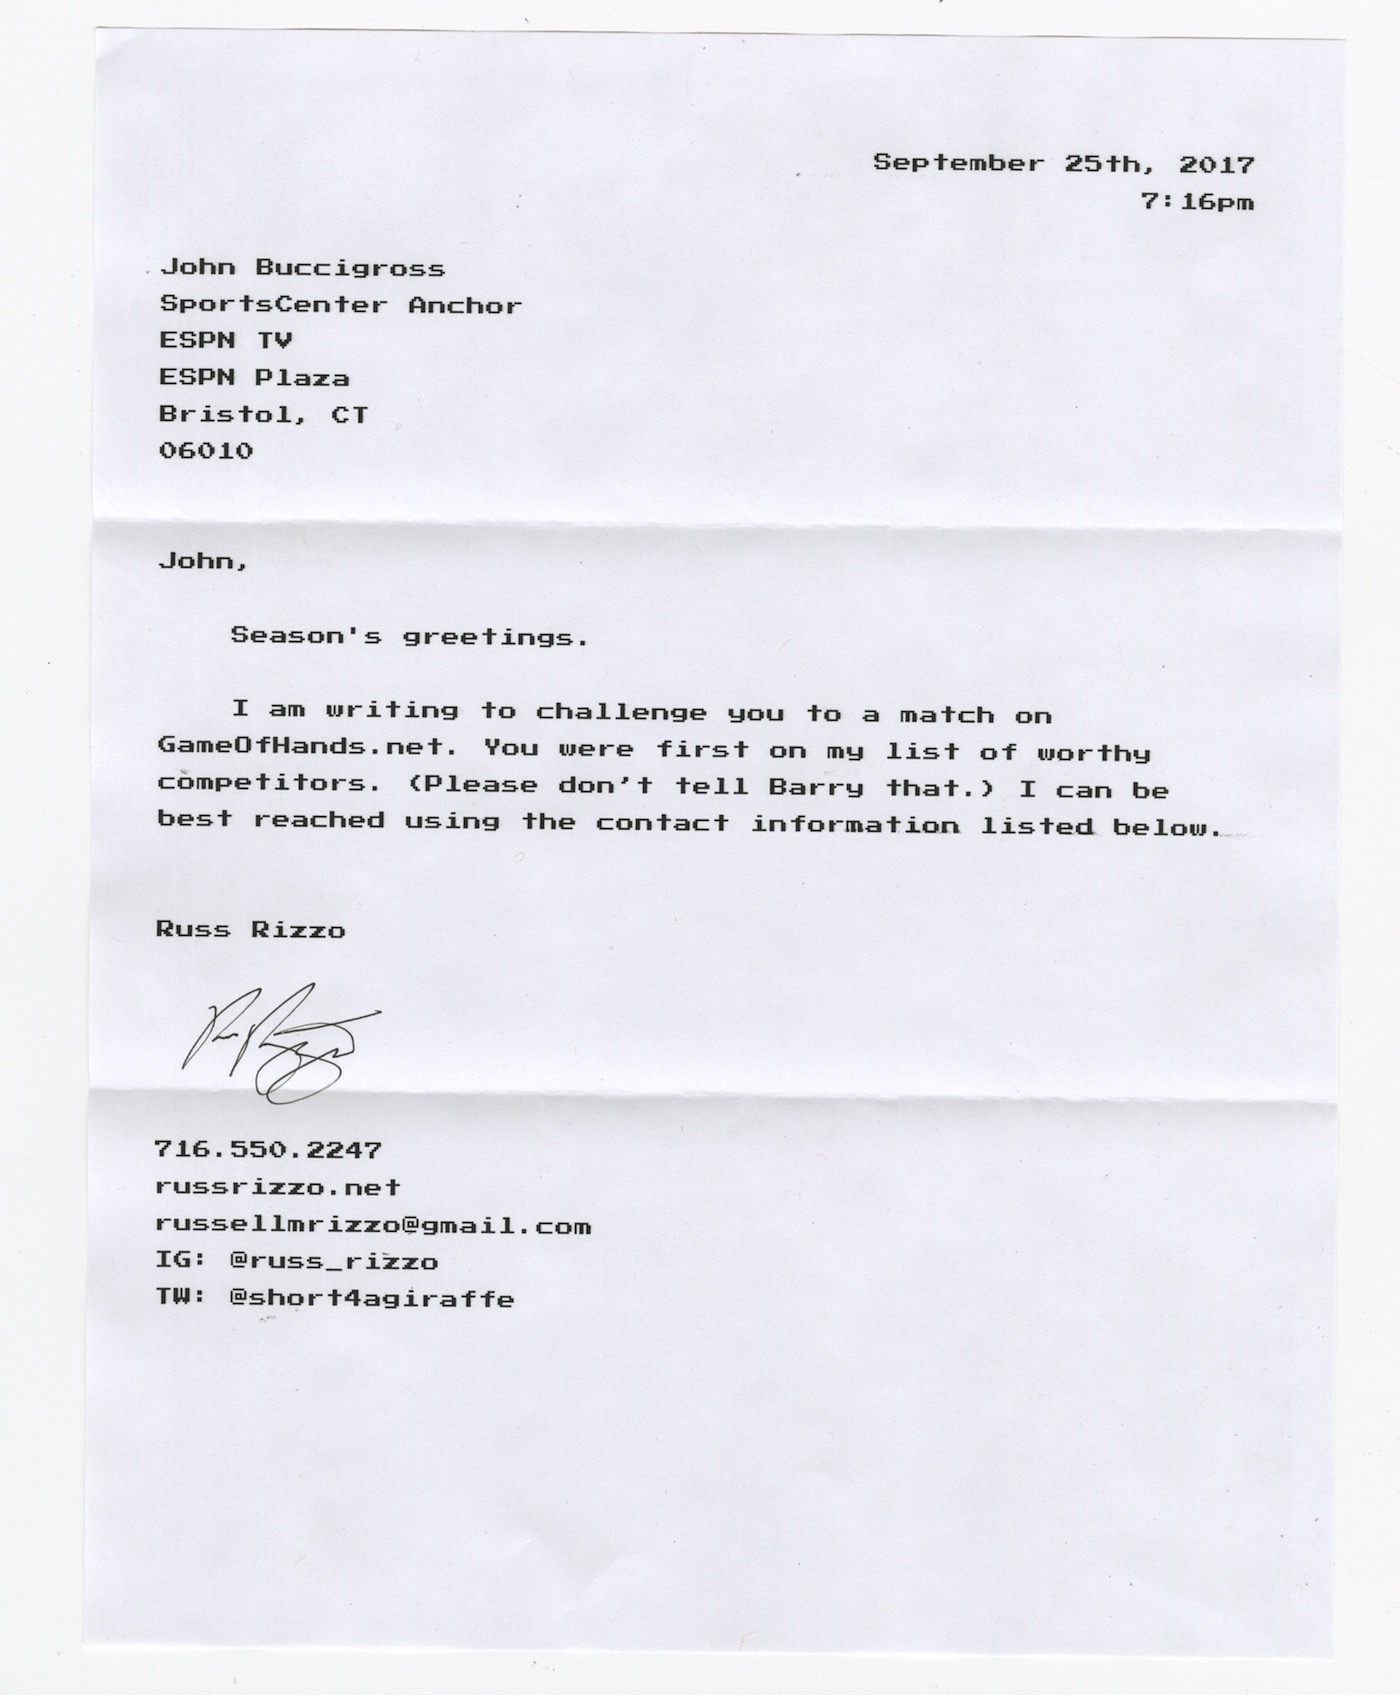 September 25th, 2017
7:16pm
John Buccigross
SportsCenter Anchor
ESPN TV
ESPN Plaza
Bristol, CT
06010
John,
Season's greetings.
I am writing to challenge you to a match on
GameOfHands.net. You were first on my list of worthy
competitors. (Please don't tell Barry that.) I can be
best reached using the contact information listed below.
Russ Rizzo
716.550.2247
russrizzo.net
russellmrizzo@gmail.com
IG: @russ_rizzo
TW: @short4agiraffe